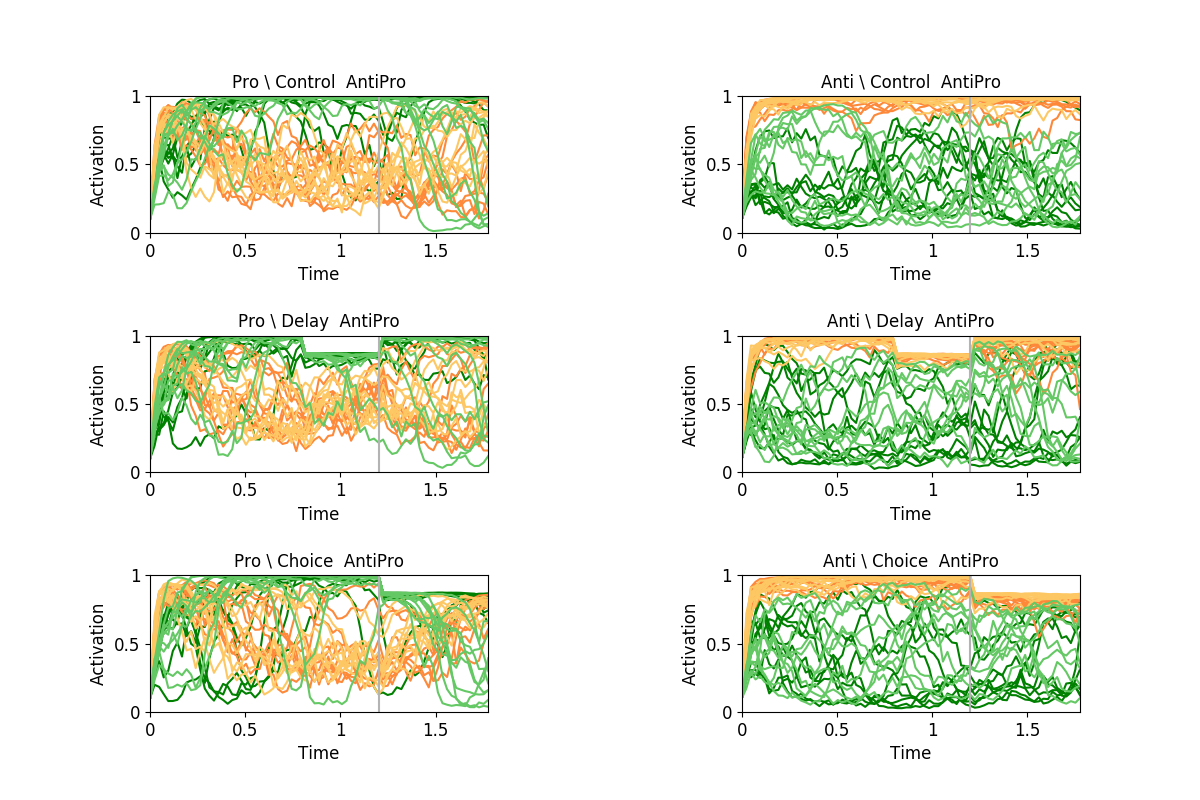 Pro \ Control  AntiPro
Anti \ Control  AntiPro
1
0.5
0
Activation
0
0.5
1
1.5
Time
1
0.5
0
Activation
0
0.5
1
1.5
Time
Pro \ Delay  AntiPro
Anti \ Delay  AntiPro
1
0.5
0
Activation
0
0.5
1
1.5
Time
1
0.5
0
Activation
0
0.5
1
1.5
Time
Pro \ Choice  AntiPro
Anti \ Choice  AntiPro
1
0.5
0
Activation
0
0.5
1
1.5
Time
1
0.5
0
Activation
0
0.5
1
1.5
Time